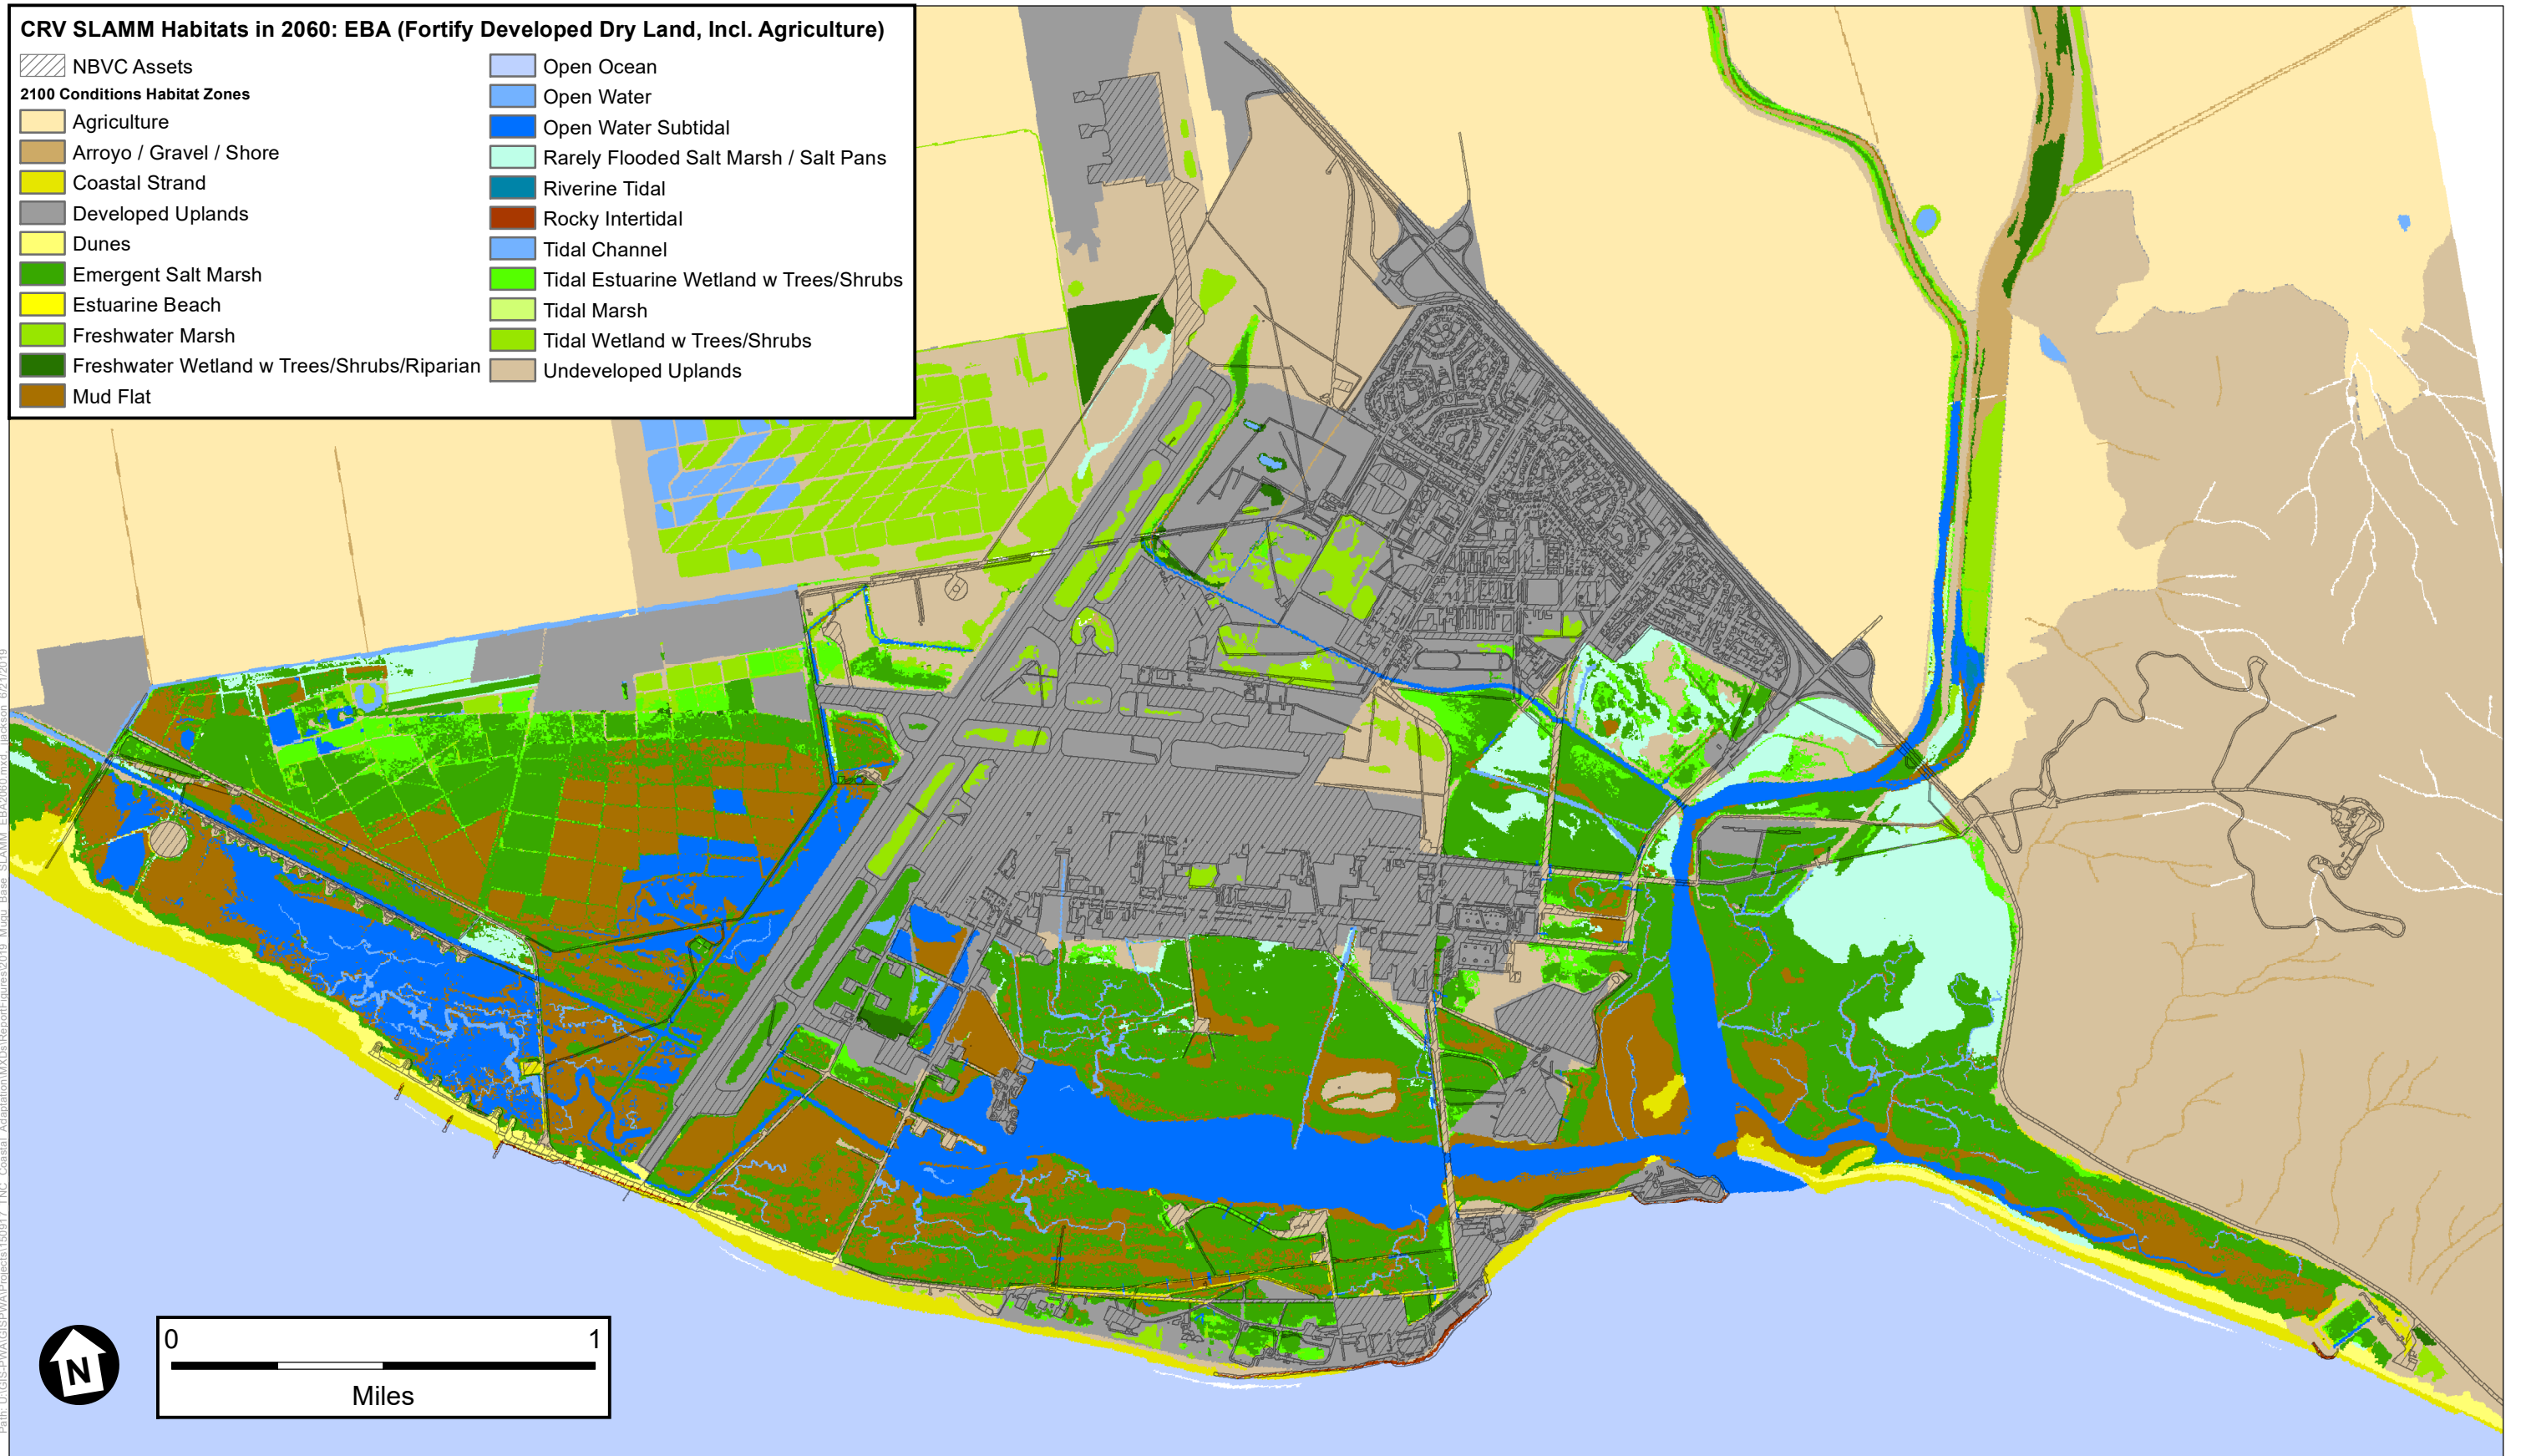 CRV SLAMM Habitats in 2060: EBA (Fortify Developed Dry Land, Incl. Agriculture)
NBVC Assets
2100 Conditions Habitat Zones
Agriculture
Arroyo / Gravel / Shore
Coastal Strand
Developed Uplands
Dunes
Emergent Salt Marsh
Estuarine Beach
Freshwater Marsh
Freshwater Wetland w Trees/Shrubs/Riparian
Mud Flat
Open Ocean
Open Water
Open Water Subtidal
Rarely Flooded Salt Marsh / Salt Pans
Riverine Tidal
Rocky Intertidal
Tidal Channel
Tidal Estuarine Wetland w Trees/Shrubs
Tidal Marsh
Tidal Wetland w Trees/Shrubs
Undeveloped Uplands
N
0 1
Miles